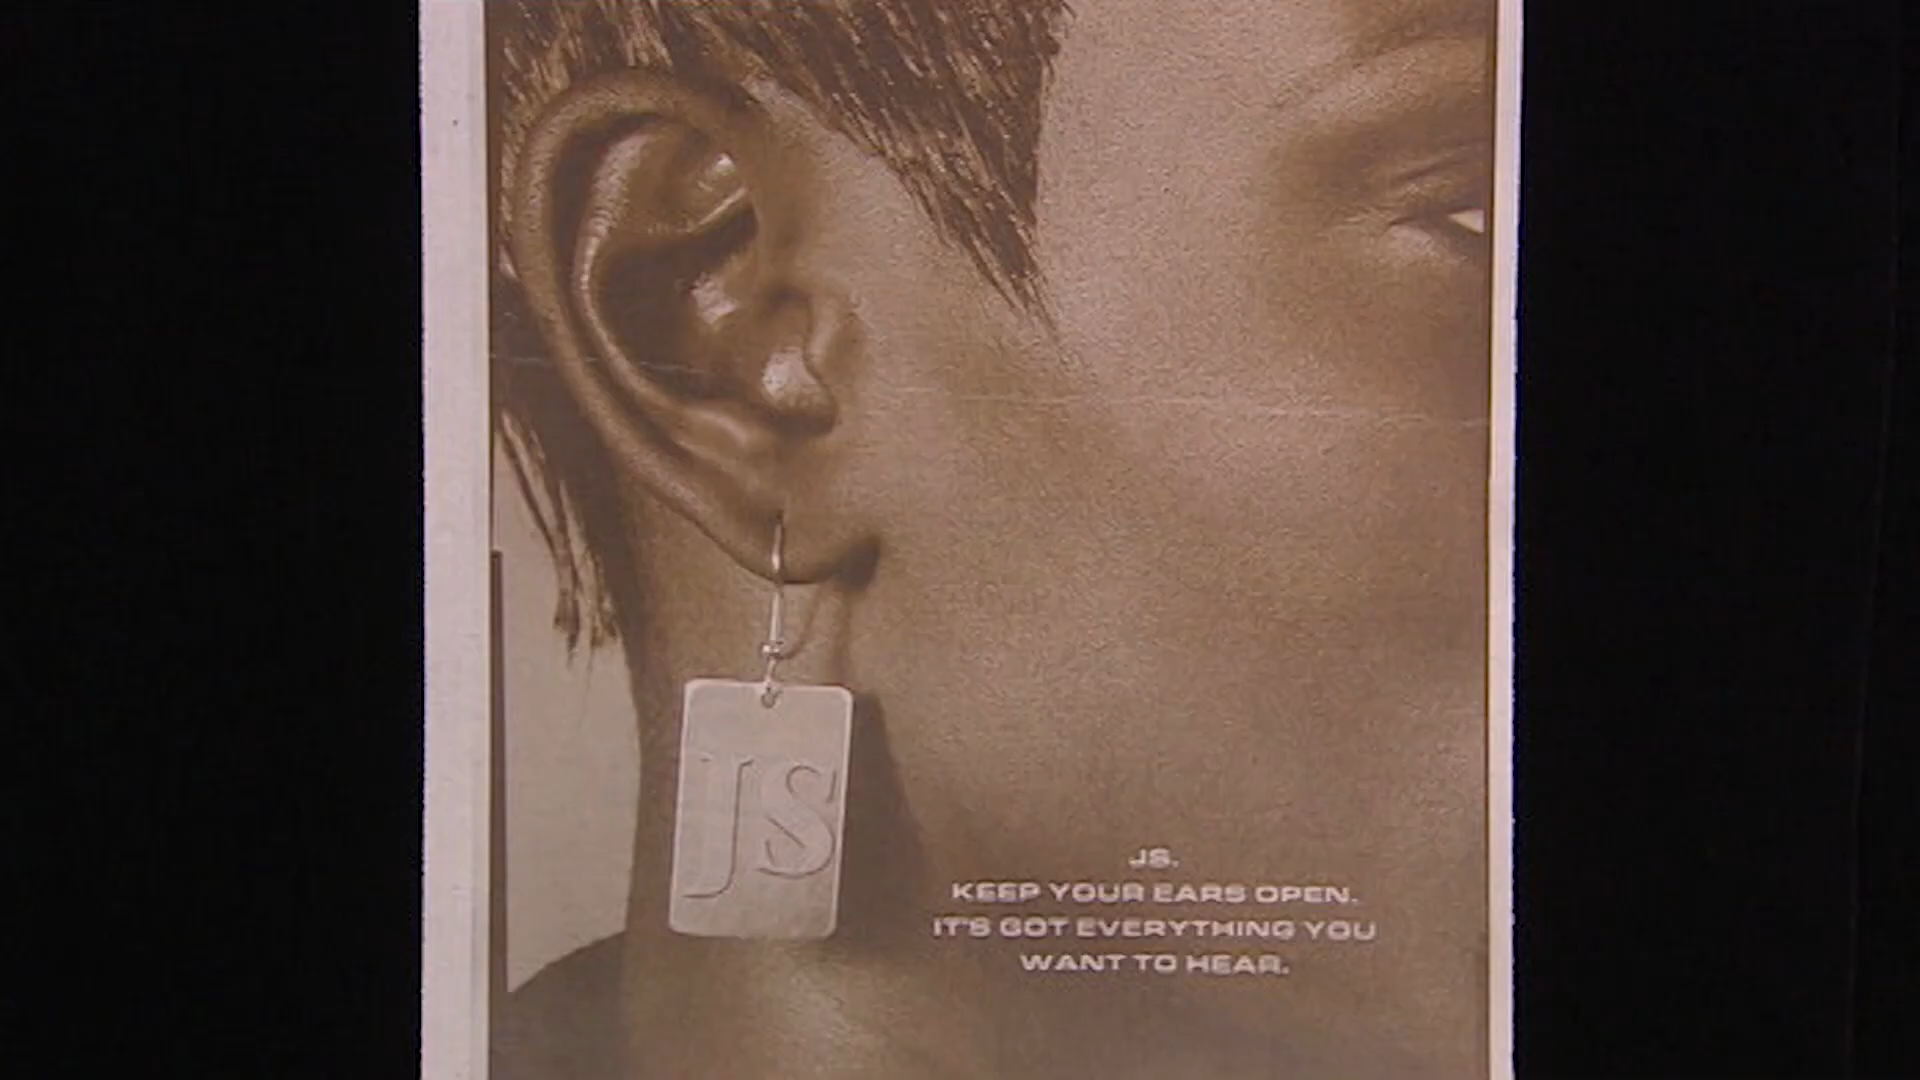 JS
JS.
KEEP YOUR EARS OPEN.
IT'S GOT EVERYTHING YOU
WANT TO HEAR.